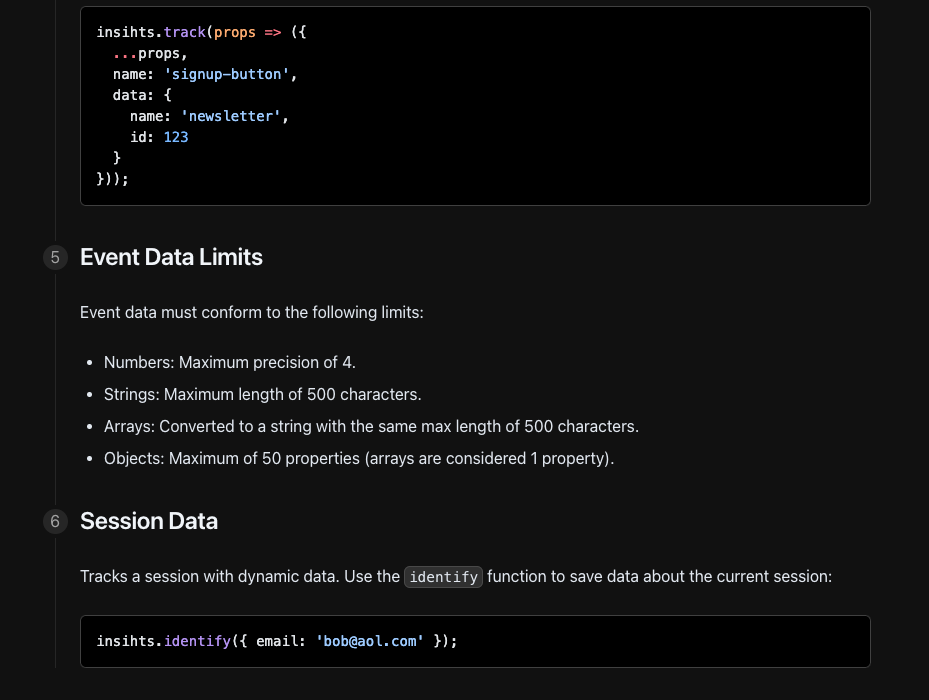 insihts.track(props => ({
  ...props,
  name: 'signup-button',
  data: {
    name: 'newsletter',
    id: 123
  }
}));
5
Event Data Limits
Event data must conform to the following limits:
• Numbers: Maximum precision of 4.
• Strings: Maximum length of 500 characters.
• Arrays: Converted to a string with the same max length of 500 characters.
• Objects: Maximum of 50 properties (arrays are considered 1 property).
6
Session Data
Tracks a session with dynamic data. Use the identify function to save data about the current session:
insihts.identify({ email: 'bob@aol.com' });